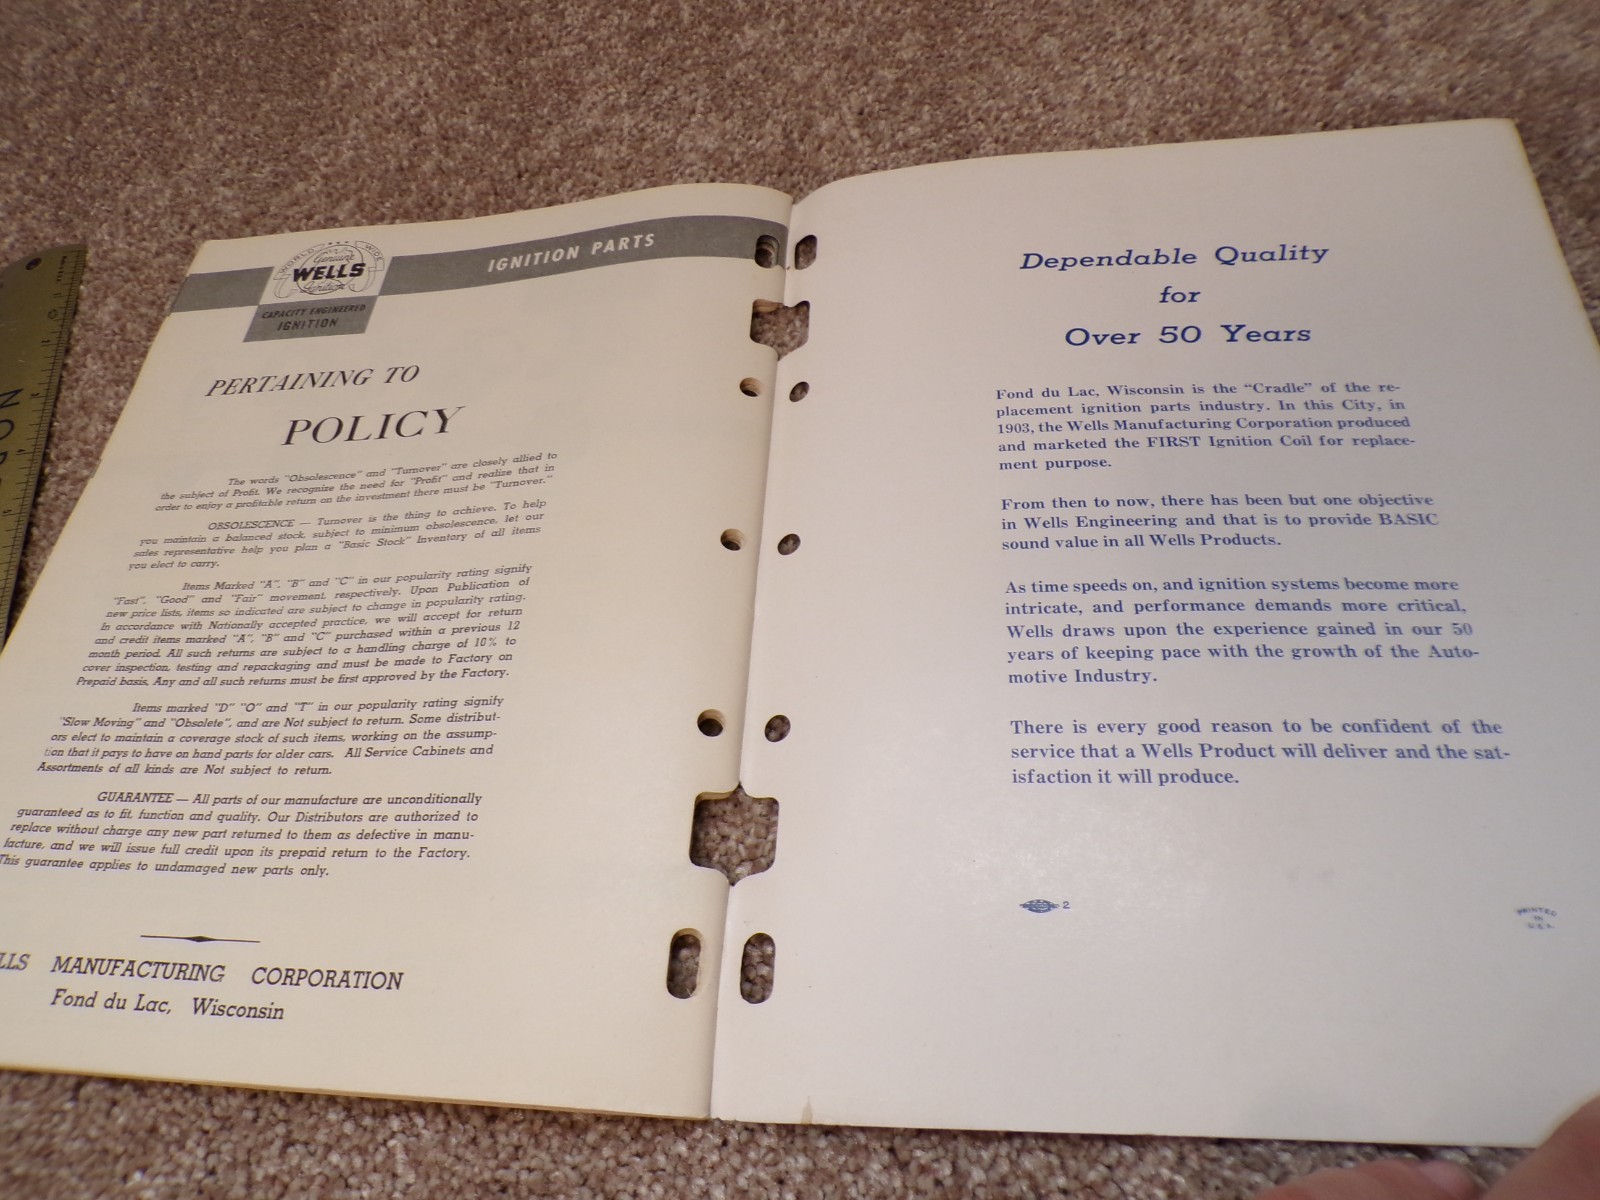 WORLD WIDE
Genuine
WELLS
Ignition
CAPACITY ENGINEERED
IGNITION
IGNITION PARTS
PERTAINING TO
POLICY
The words "Obsolescence" and "Turnover" are closely allied to
the subject of Profit. We recognize the need for "Profit" and realize that in
order to enjoy a profitable return on the investment there must be "Turnover."
OBSOLESCENCE — Turnover is the thing to achieve. To help
you maintain a balanced stock, subject to minimum obsolescence, let our
sales representative help you plan a "Basic Stock" Inventory of all items
you elect to carry.
Items Marked "A", "B" and "C" in our popularity rating signify
"Fast", "Good" and "Fair" movement, respectively. Upon Publication of
new price lists, items so indicated are subject to change in popularity rating.
In accordance with Nationally accepted practice, we will accept for return
and credit items marked "A", "B" and "C" purchased within a previous 12
month period. All such returns are subject to a handling charge of 10% to
cover inspection, testing and repackaging and must be made to Factory on
Prepaid basis. Any and all such returns must be first approved by the Factory.
Items marked "D" "O" and "T" in our popularity rating signify
"Slow Moving" and "Obsolete", and are Not subject to return. Some distribut-
ors elect to maintain a coverage stock of such items, working on the assump-
tion that it pays to have on hand parts for older cars. All Service Cabinets and
Assortments of all kinds are Not subject to return.
GUARANTEE — All parts of our manufacture are unconditionally
guaranteed as to fit, function and quality. Our Distributors are authorized to
replace without charge any new part returned to them as defective in manu-
facture, and we will issue full credit upon its prepaid return to the Factory.
This guarantee applies to undamaged new parts only.
LLS MANUFACTURING CORPORATION
Fond du Lac, Wisconsin
Dependable Quality
for
Over 50 Years
Fond du Lac, Wisconsin is the "Cradle" of the re-
placement ignition parts industry. In this City, in
1903, the Wells Manufacturing Corporation produced
and marketed the FIRST Ignition Coil for replace-
ment purpose.
From then to now, there has been but one objective
in Wells Engineering and that is to provide BASIC
sound value in all Wells Products.
As time speeds on, and ignition systems become more
intricate, and performance demands more critical,
Wells draws upon the experience gained in our 50
years of keeping pace with the growth of the Auto-
motive Industry.
There is every good reason to be confident of the
service that a Wells Product will deliver and the sat-
isfaction it will produce.
2
PRINTED
IN
U.S.A.